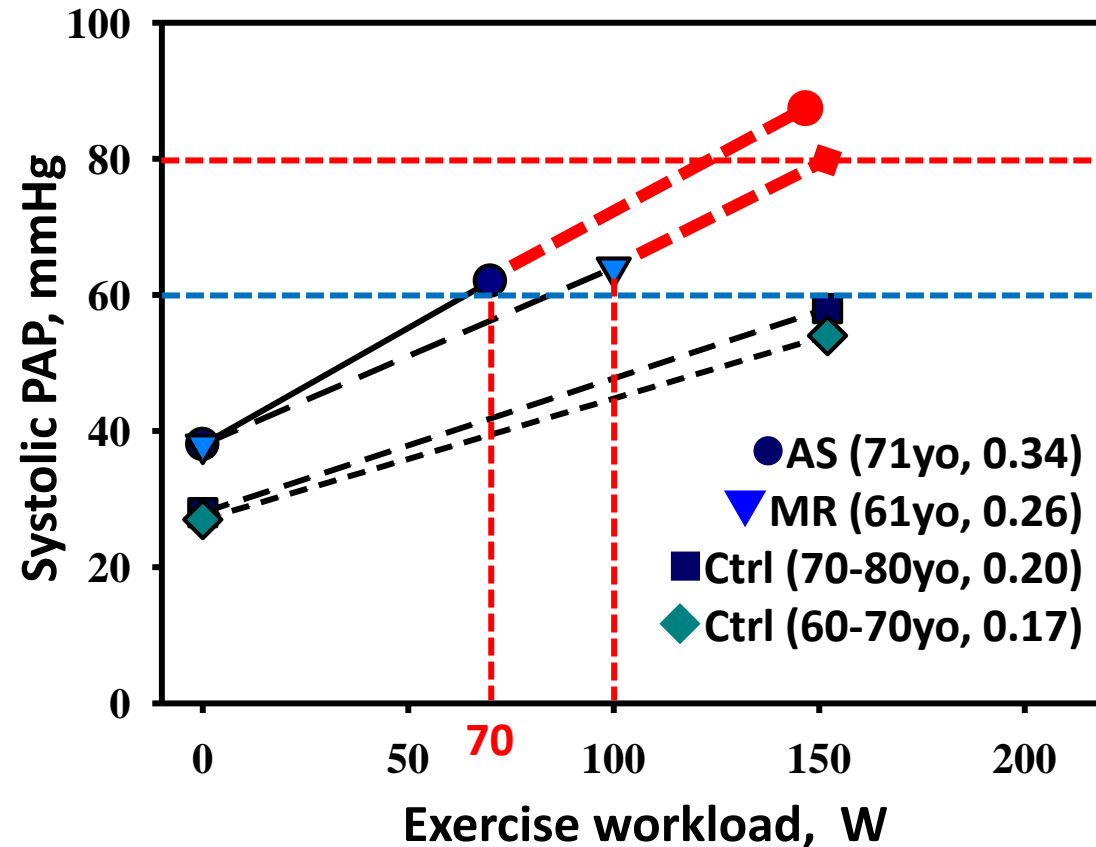 100
80
60
40
20
0
Systolic PAP, mmHg
AS (71yo, 0.34)
MR (61yo, 0.26)
Ctrl (70-80yo, 0.20)
Ctrl (60-70yo, 0.17)
0 50 70 100 150 200
Exercise workload, W